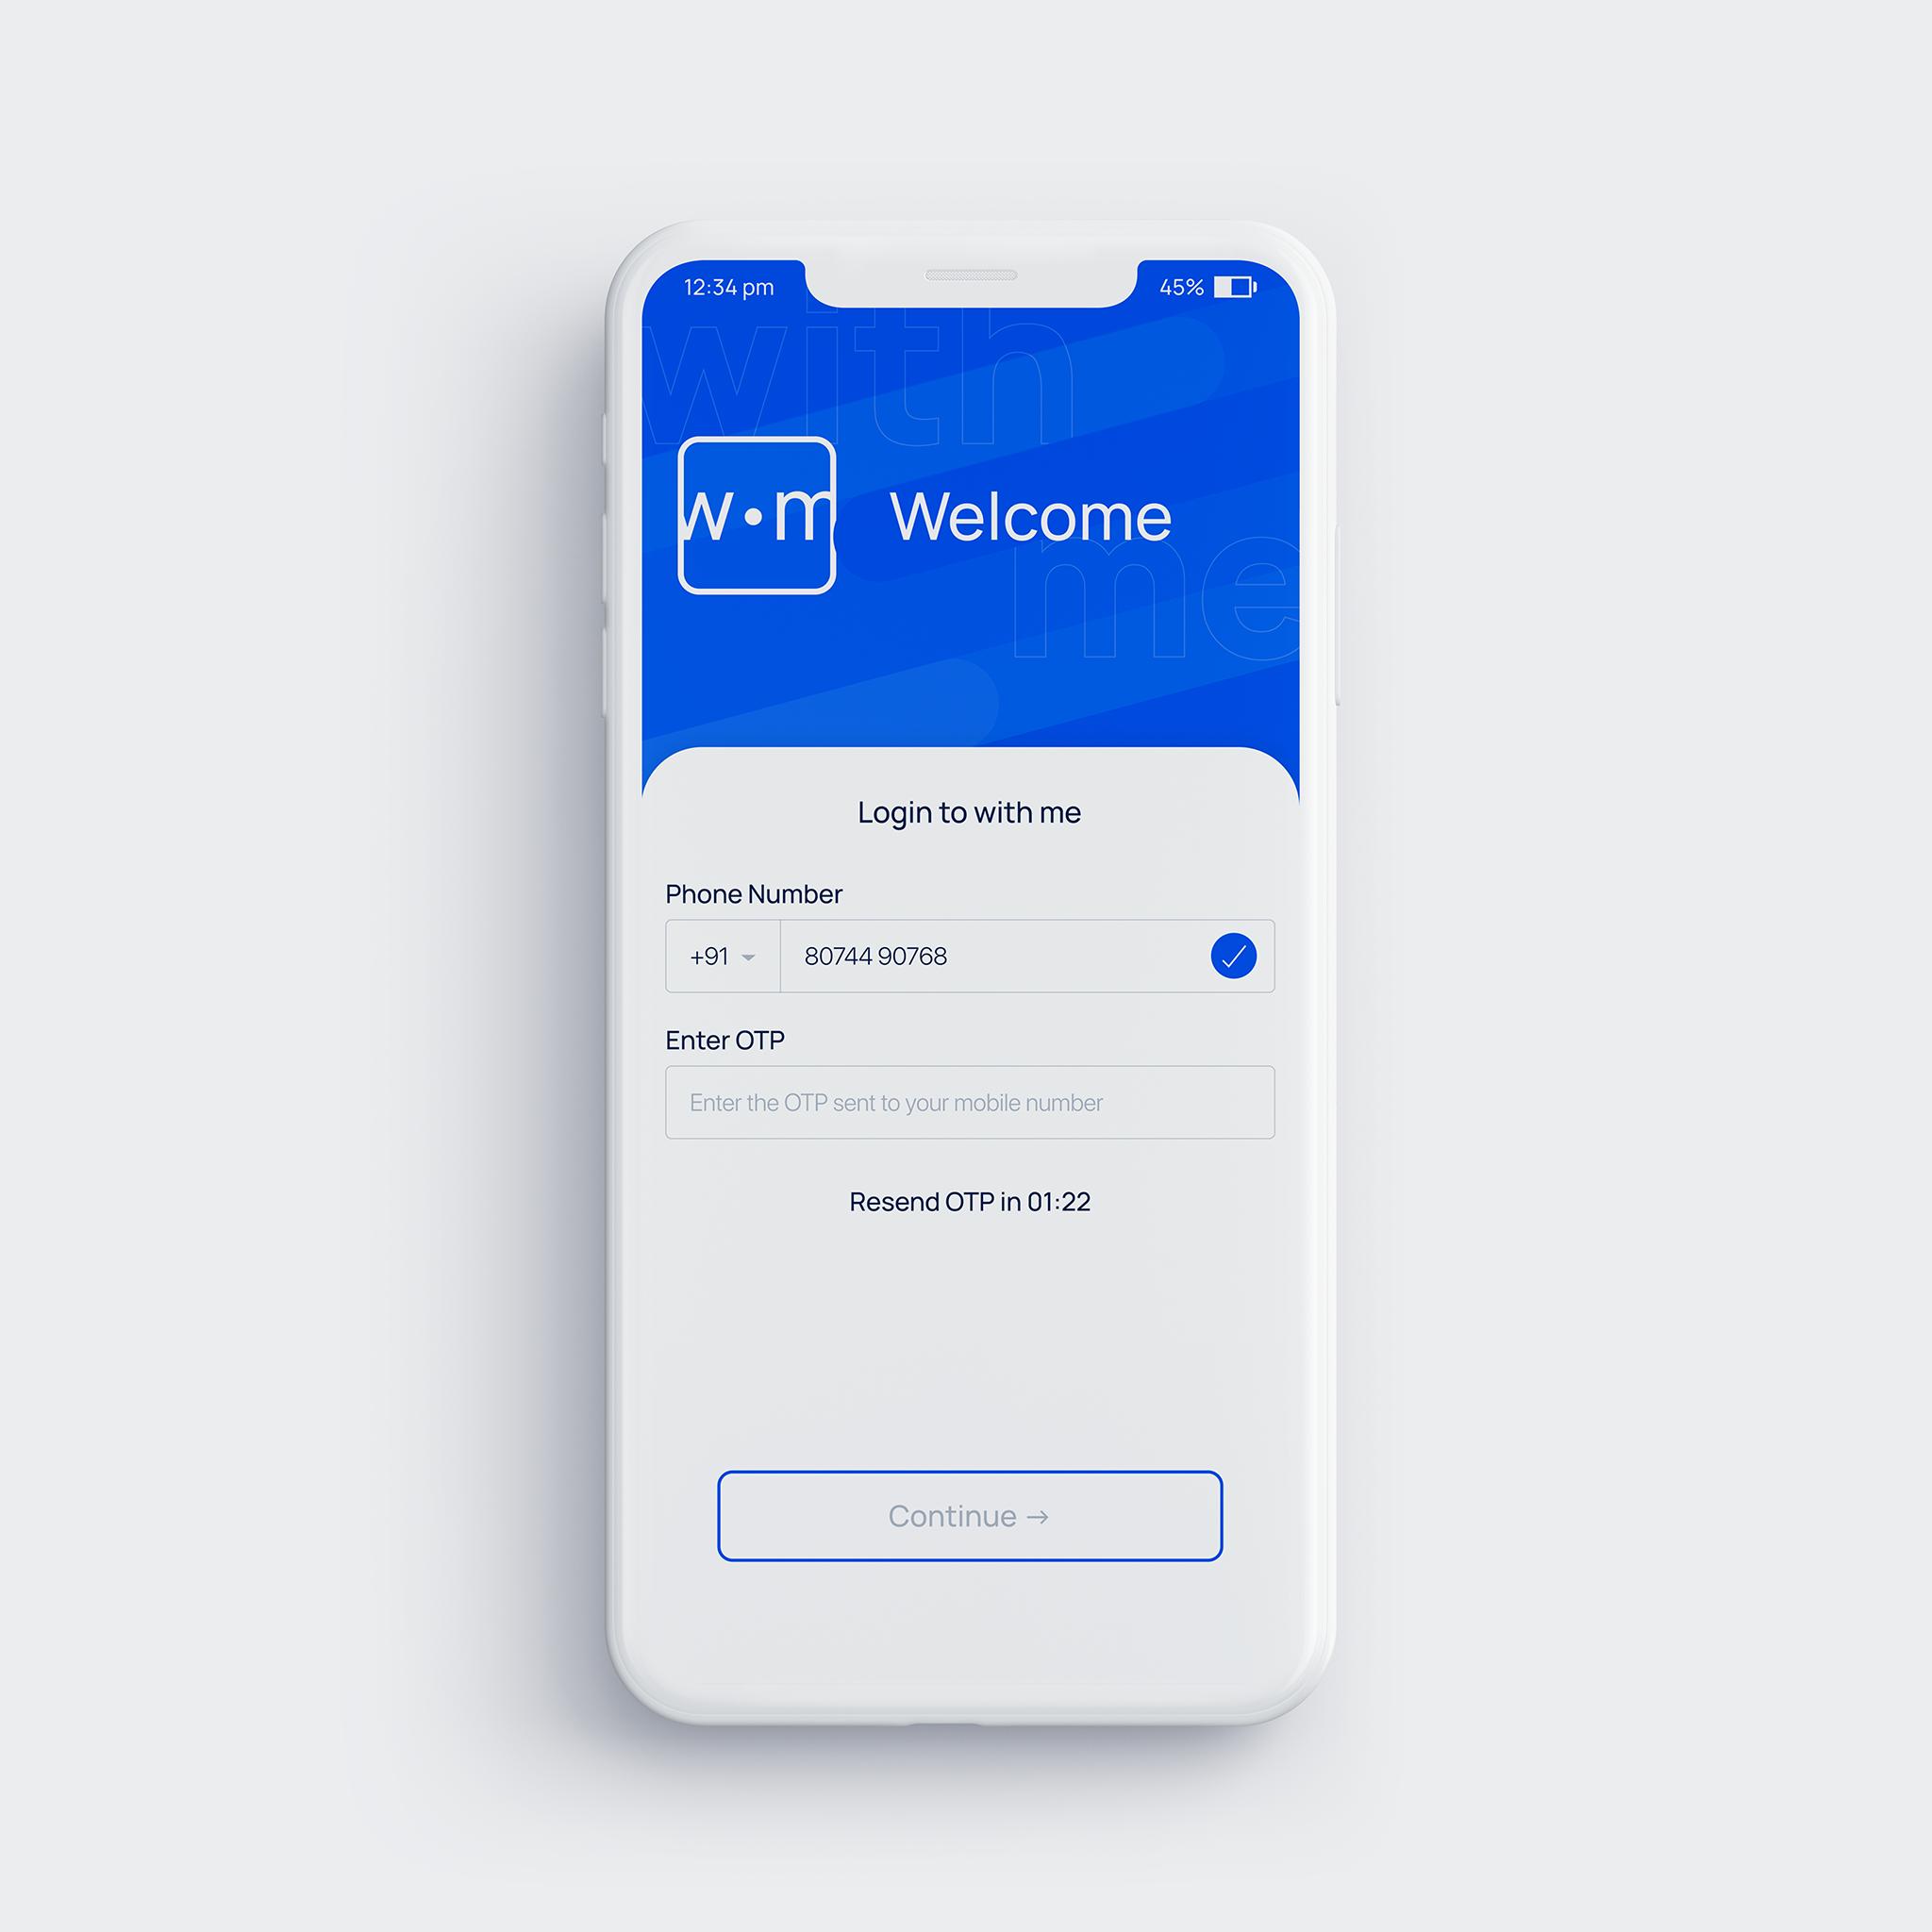 12:34 pm 45%
with
w•m Welcome
me
Login to with me
Phone Number
+91 80744 90768
Enter OTP
Enter the OTP sent to your mobile number
Resend OTP in 01:22
Continue →